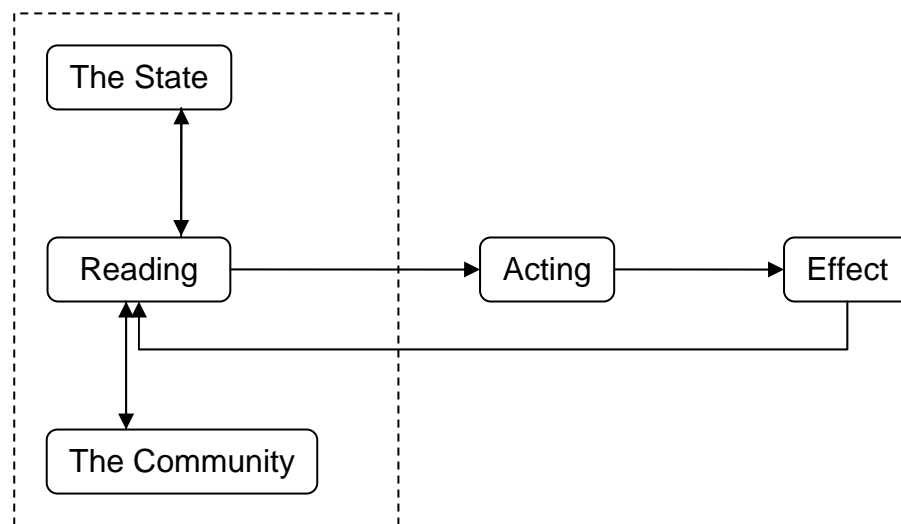 The State
Reading
Acting
Effect
The Community